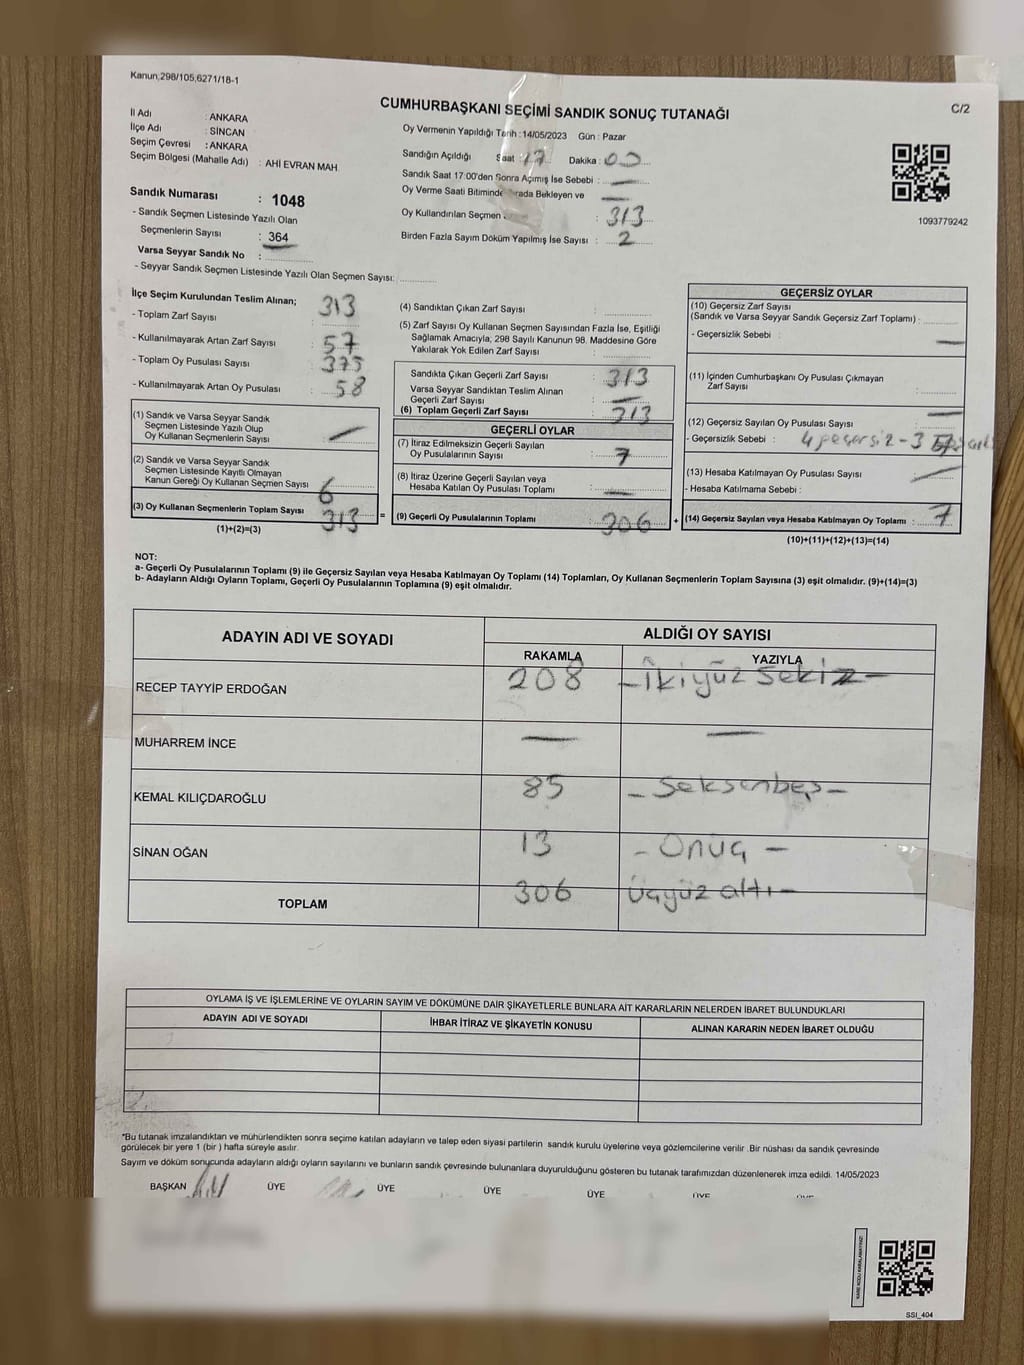 Kanun,298/105,6271/18-1
CUMHURBAŞKANI SEÇİMİ SANDIK SONUÇ TUTANAĞI
C/2
İl Adı : ANKARA
İlçe Adı : SİNCAN
Seçim Çevresi : ANKARA
Seçim Bölgesi (Mahalle Adı) : AHİ EVRAN MAH.
Sandık Numarası : 1048
- Sandık Seçmen Listesinde Yazılı Olan
Seçmenlerin Sayısı : 364
Varsa Seyyar Sandık No :
- Seyyar Sandık Seçmen Listesinde Yazılı Olan Seçmen Sayısı:
Oy Vermenin Yapıldığı Tarih :14/05/2023 Gün : Pazar
Sandığın Açıldığı Saat : 17 Dakika : 00
Sandık Saat 17:00'den Sonra Açımış İse Sebebi : —
Oy Verme Saati Bitiminde Sırada Bekleyen ve —
Oy Kullandırılan Seçmen : 313
Birden Fazla Sayım Döküm Yapılmış İse Sayısı : 2
1093779242
İlçe Seçim Kurulundan Teslim Alınan;
- Toplam Zarf Sayısı 313
- Kullanılmayarak Artan Zarf Sayısı : 57
- Toplam Oy Pusulası Sayısı : 375
- Kullanılmayarak Artan Oy Pusulası : 58
(1) Sandık ve Varsa Seyyar Sandık
Seçmen Listesinde Yazılı Olup
Oy Kullanan Seçmenlerin Sayısı : —
(2) Sandık ve Varsa Seyyar Sandık
Seçmen Listesinde Kayıtlı Olmayan
Kanun Gereği Oy Kullanan Seçmen Sayısı 6
(3) Oy Kullanan Seçmenlerin Toplam Sayısı 313 =
(1)+(2)=(3)
(4) Sandıktan Çıkan Zarf Sayısı :
(5) Zarf Sayısı Oy Kullanan Seçmen Sayısından Fazla İse, Eşitliği
Sağlamak Amacıyla, 298 Sayılı Kanunun 98. Maddesine Göre
Yakılarak Yok Edilen Zarf Sayısı :
Sandıkta Çıkan Geçerli Zarf Sayısı : 313
Varsa Seyyar Sandıktan Teslim Alınan
Geçerli Zarf Sayısı : —
(6) Toplam Geçerli Zarf Sayısı : 313
GEÇERLİ OYLAR
(7) İtiraz Edilmeksizin Geçerli Sayılan
Oy Pusulalarının Sayısı : 7
(8) İtiraz Üzerine Geçerli Sayılan veya
Hesaba Katılan Oy Pusulası Toplamı : —
(9) Geçerli Oy Pusulalarının Toplamı : 306 +
GEÇERSİZ OYLAR
(10) Geçersiz Zarf Sayısı
(Sandık ve Varsa Seyyar Sandık Geçersiz Zarf Toplamı) :
- Geçersizlik Sebebi : —
(11) İçinden Cumhurbaşkanı Oy Pusulası Çıkmayan
Zarf Sayısı : —
(12) Geçersiz Sayılan Oy Pusulası Sayısı :
- Geçersizlik Sebebi : 4 geçersiz - 3
(13) Hesaba Katılmayan Oy Pusulası Sayısı : —
- Hesaba Katılmama Sebebi :
(14) Geçersiz Sayılan veya Hesaba Katılmayan Oy Toplamı : 7
(10)+(11)+(12)+(13)=(14)
NOT:
a- Geçerli Oy Pusulalarının Toplamı (9) ile Geçersiz Sayılan veya Hesaba Katılmayan Oy Toplamı (14) Toplamları, Oy Kullanan Seçmenlerin Toplam Sayısına (3) eşit olmalıdır. (9)+(14)=(3)
b- Adayların Aldığı Oyların Toplamı, Geçerli Oy Pusulalarının Toplamına (9) eşit olmalıdır.
ADAYIN ADI VE SOYADI
ALDIĞI OY SAYISI
RAKAMLA YAZIYLA
RECEP TAYYİP ERDOĞAN 208 - İkiyüz sekiz -
MUHARREM İNCE — —
KEMAL KILIÇDAROĞLU 85 - Seksenbeş -
SİNAN OĞAN 13 - Onüç -
TOPLAM 306 Üçyüz altı -
OYLAMA İŞ VE İŞLEMLERİNE VE OYLARIN SAYIM VE DÖKÜMÜNE DAİR ŞİKAYETLERLE BUNLARA AİT KARARLARIN NELERDEN İBARET BULUNDUKLARI
ADAYIN ADI VE SOYADI İHBAR İTİRAZ VE ŞİKAYETİN KONUSU ALINAN KARARIN NEDEN İBARET OLDUĞU
*Bu tutanak imzalandıktan ve mühürlendikten sonra seçime katılan adayların ve talep eden siyasi partilerin sandık kurulu üyelerine veya gözlemcilerine verilir .Bir nüshası da sandık çevresinde
görülecek bir yere 1 (bir ) hafta süreyle asılır.
Sayım ve döküm sonucunda adayların aldığı oyların sayılarını ve bunların sandık çevresinde bulunanlara duyurulduğunu gösteren bu tutanak tarafımızdan düzenlenerek imza edildi. 14/05/2023
BAŞKAN ÜYE ÜYE ÜYE ÜYE ÜYE ÜYE
KARE KODU KARALAMAYINIZ!
SSI_404